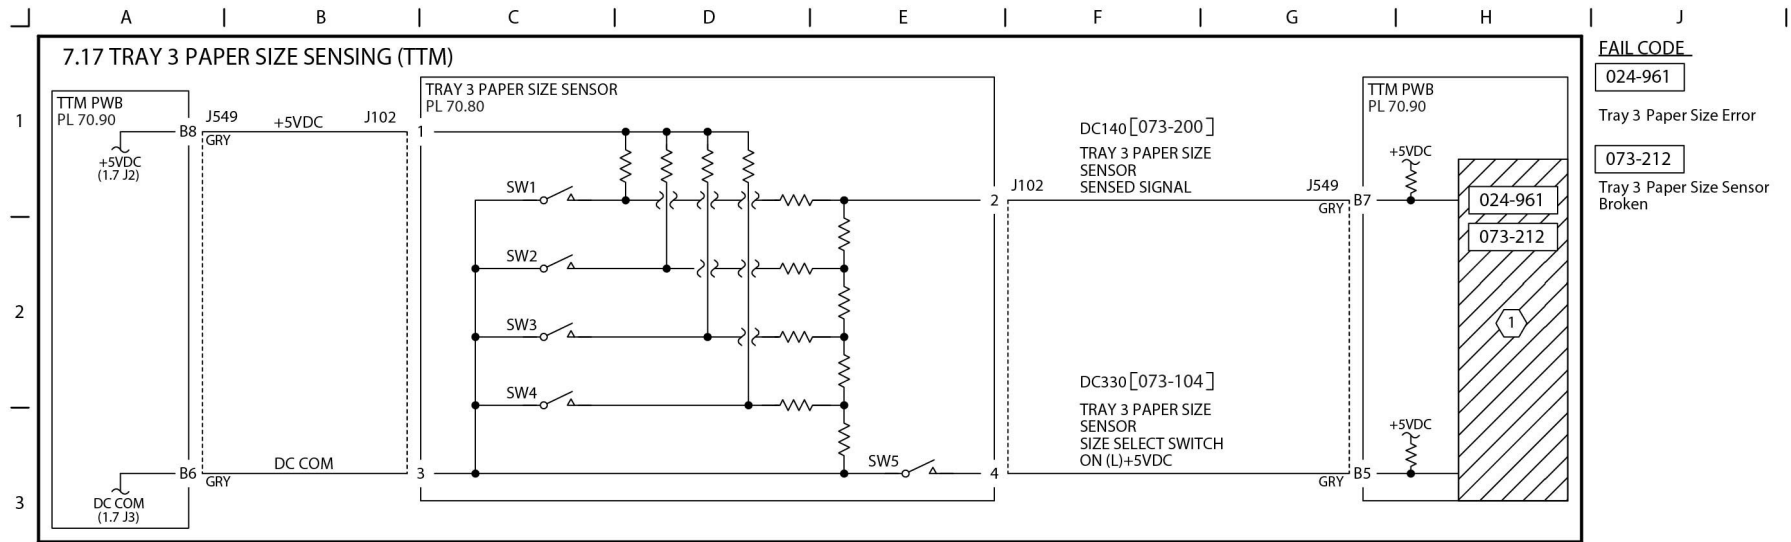 A B C D E F G H J
1
2
3
7.17 TRAY 3 PAPER SIZE SENSING (TTM)
TTM PWB
PL 70.90
+5VDC
(1.7 J2)
B8
J549
GRY
+5VDC
J102
1
B6
GRY
DC COM
3
DC COM
(1.7 J3)
TRAY 3 PAPER SIZE SENSOR
PL 70.80
SW1
SW2
SW3
SW4
SW5
2
4
J102
DC140 [073-200]
TRAY 3 PAPER SIZE
SENSOR
SENSED SIGNAL
J549
GRY
B7
DC330 [073-104]
TRAY 3 PAPER SIZE
SENSOR
SIZE SELECT SWITCH
ON (L)+5VDC
GRY
B5
TTM PWB
PL 70.90
+5VDC
024-961
073-212
1
+5VDC
FAIL CODE
024-961
Tray 3 Paper Size Error
073-212
Tray 3 Paper Size Sensor
Broken